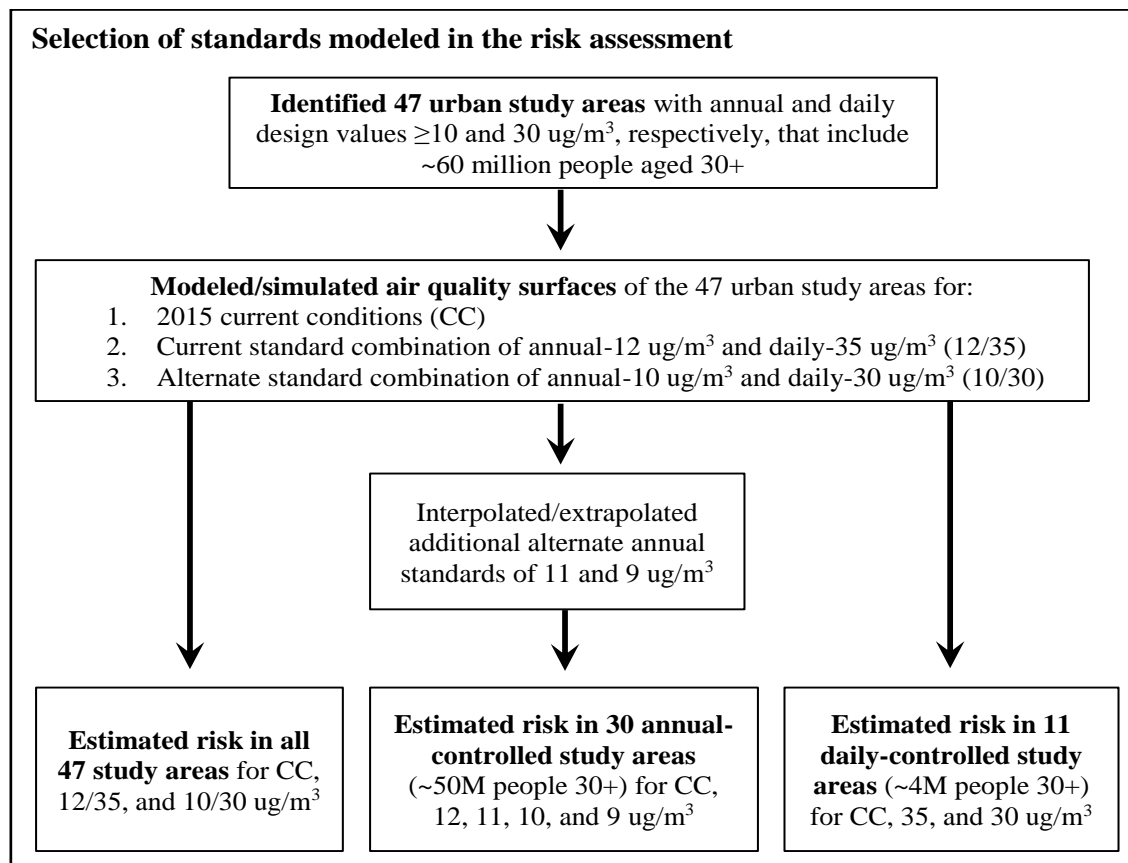 Selection of standards modeled in the risk assessment
Identified 47 urban study areas with annual and daily
design values ≥10 and 30 ug/m³, respectively, that include
~60 million people aged 30+
Modeled/simulated air quality surfaces of the 47 urban study areas for:
1. 2015 current conditions (CC)
2. Current standard combination of annual-12 ug/m³ and daily-35 ug/m³ (12/35)
3. Alternate standard combination of annual-10 ug/m³ and daily-30 ug/m³ (10/30)
Interpolated/extrapolated
additional alternate annual
standards of 11 and 9 ug/m³
Estimated risk in all
47 study areas for CC,
12/35, and 10/30 ug/m³
Estimated risk in 30 annual-
controlled study areas
(~50M people 30+) for CC,
12, 11, 10, and 9 ug/m³
Estimated risk in 11
daily-controlled study
areas (~4M people 30+)
for CC, 35, and 30 ug/m³